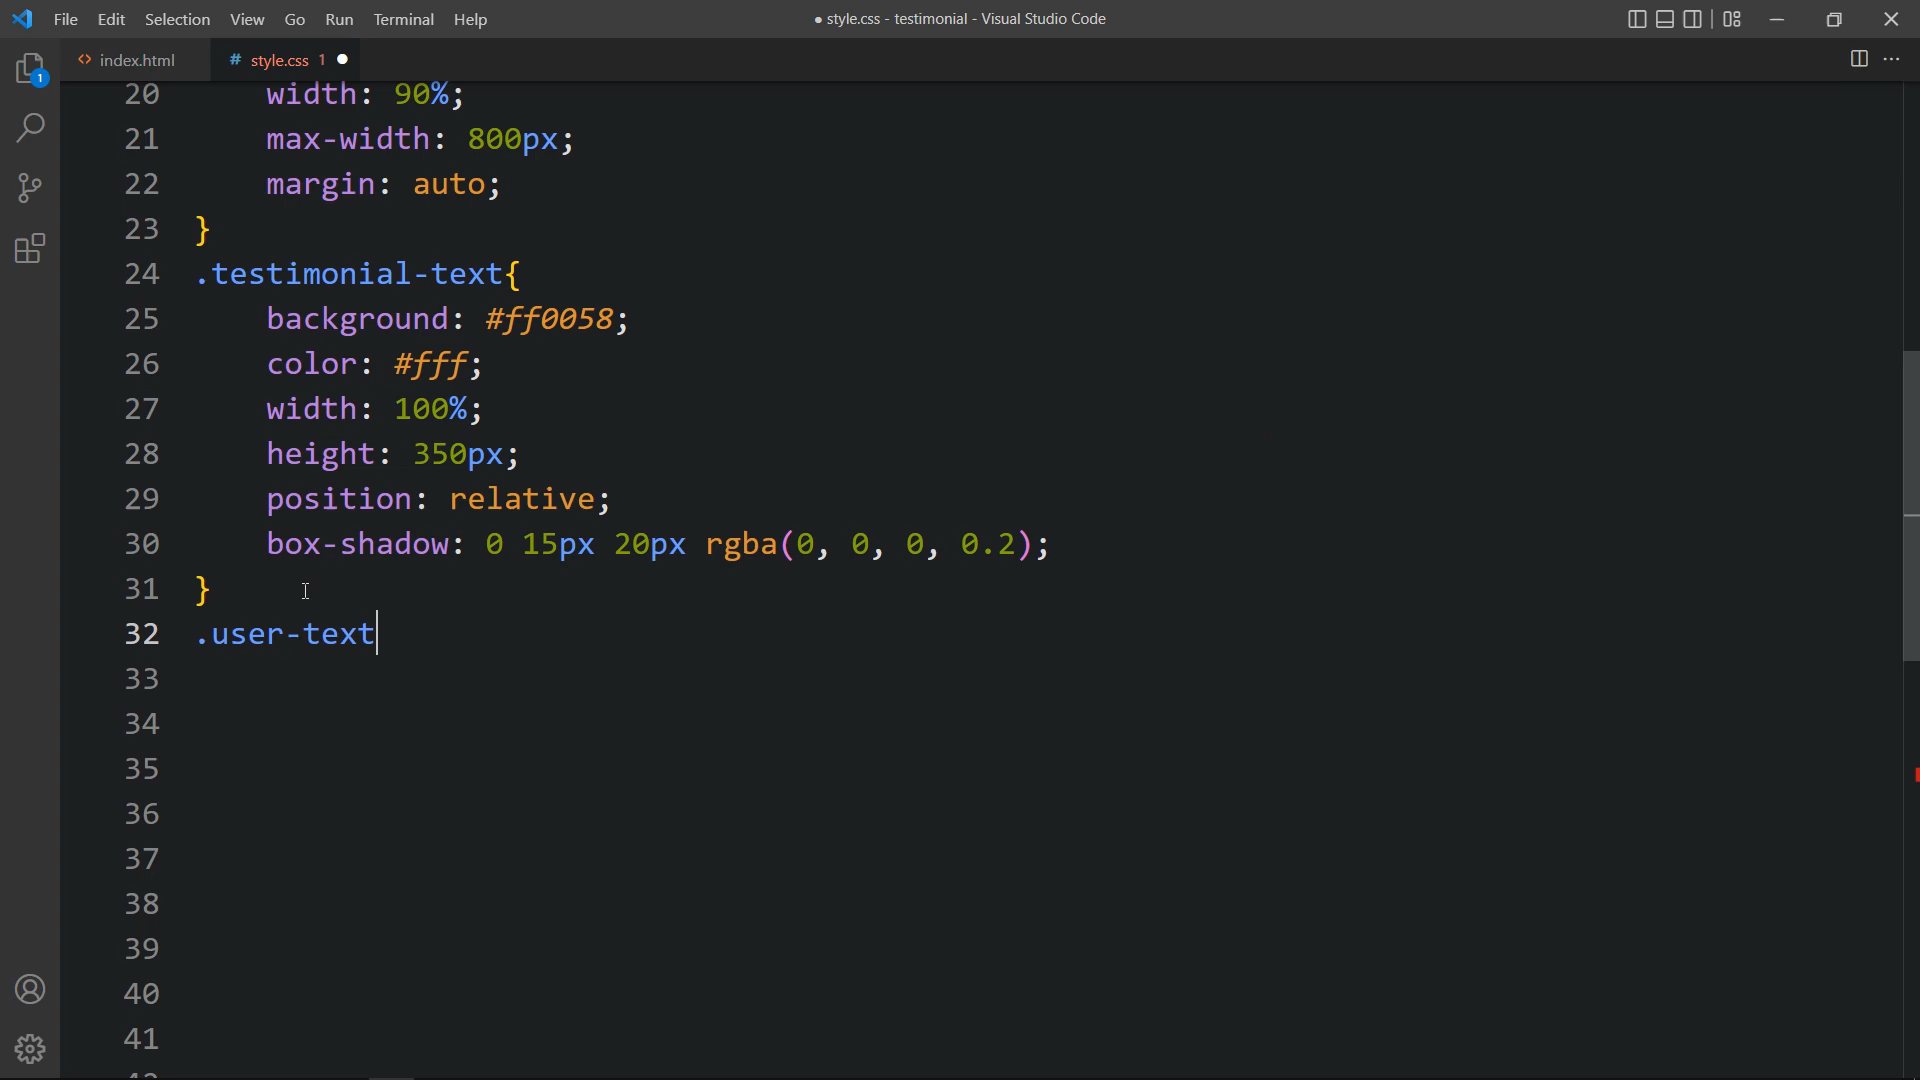 File Edit Selection View Go Run Terminal Help
● style.css - testimonial - Visual Studio Code
1
<> index.html
# style.css 1 ●
20 width: 90%;
21 max-width: 800px;
22 margin: auto;
23 }
24 .testimonial-text{
25 background: #ff0058;
26 color: #fff;
27 width: 100%;
28 height: 350px;
29 position: relative;
30 box-shadow: 0 15px 20px rgba(0, 0, 0, 0.2);
31 }
32 .user-text
33
34
35
36
37
38
39
40
41